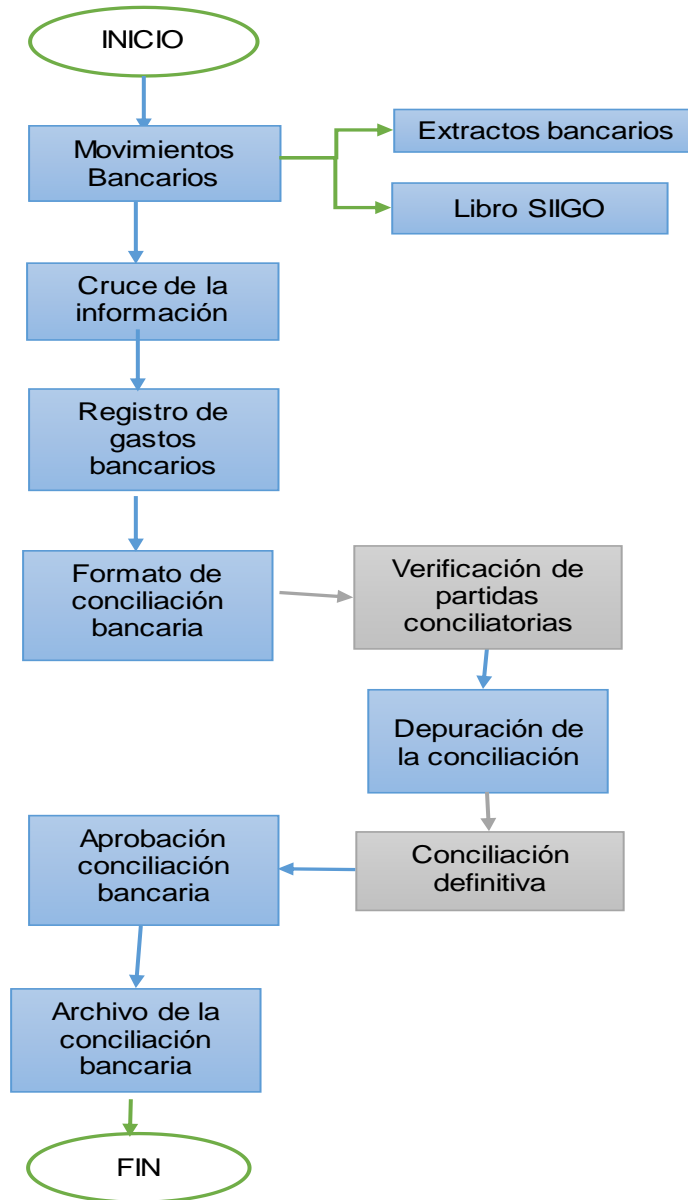 INICIO
Movimientos
Bancarios
Extractos bancarios
Libro SIIGO
Cruce de la
información
Registro de
gastos
bancarios
Formato de
conciliación
bancaria
Verificación de
partidas
conciliatorias
Depuración de
la conciliación
Conciliación
definitiva
Aprobación
conciliación
bancaria
Archivo de la
conciliación
bancaria
FIN